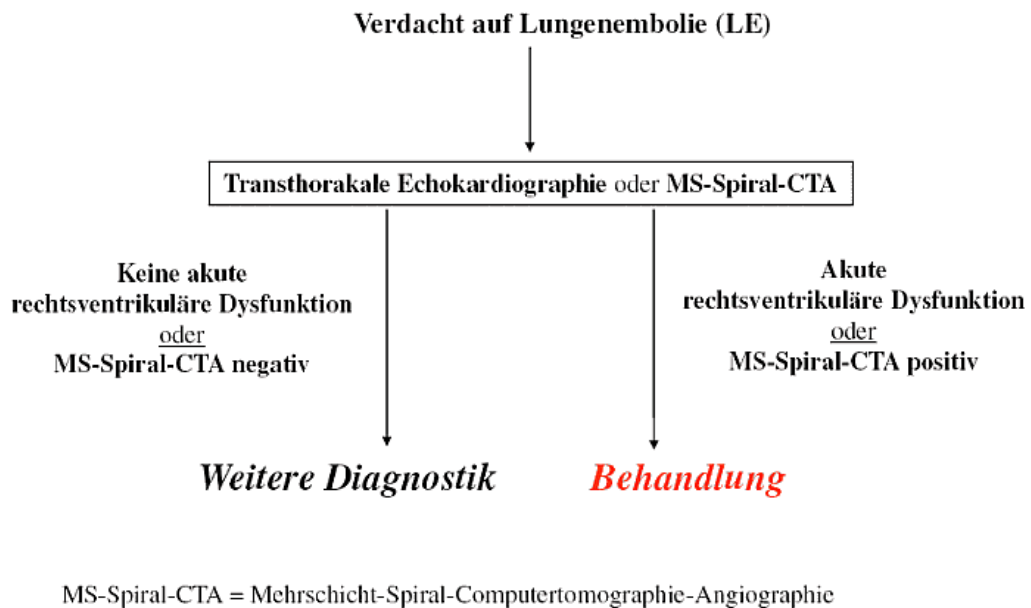 Verdacht auf Lungenembolie (LE)
Transthorakale Echokardiographie oder MS-Spiral-CTA
Keine akute
rechtsventrikuläre Dysfunktion
oder
MS-Spiral-CTA negativ
Akute
rechtsventrikuläre Dysfunktion
oder
MS-Spiral-CTA positiv
Weitere Diagnostik
Behandlung
MS-Spiral-CTA = Mehrschicht-Spiral-Computertomographie-Angiographie